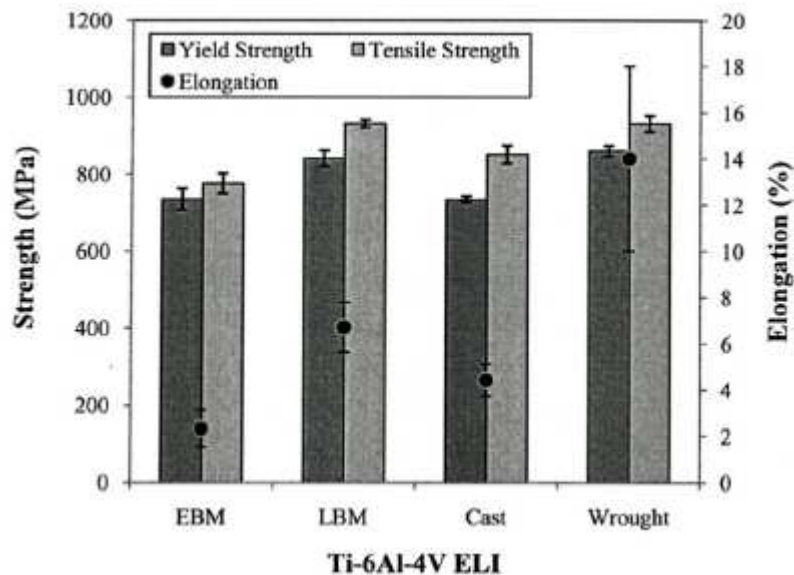 1200
1000
800
600
400
200
0
Strength (MPa)
Yield Strength
Tensile Strength
Elongation
20
18
16
14
12
10
8
6
4
2
0
Elongation (%)
EBM
LBM
Cast
Wrought
Ti-6Al-4V ELI